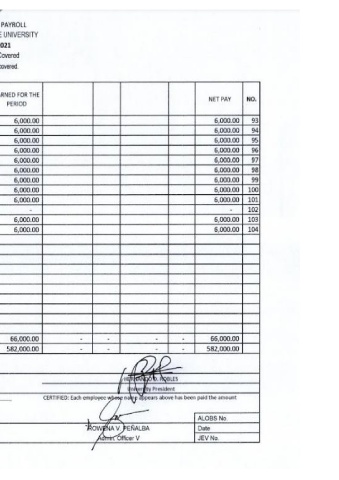 PAYROLL
E UNIVERSITY
2021
Covered
covered.
ARNED FOR THE PERIOD NET PAY NO.
6,000.00 6,000.00 93
6,000.00 6,000.00 94
6,000.00 6,000.00 95
6,000.00 6,000.00 96
6,000.00 6,000.00 97
6,000.00 6,000.00 98
6,000.00 6,000.00 99
6,000.00 6,000.00 100
6,000.00 6,000.00 101
- - 102
6,000.00 6,000.00 103
6,000.00 6,000.00 104
66,000.00 - - - - 66,000.00
582,000.00 - - - - 582,000.00
O. ROBLES
University President
CERTIFIED: Each employee whose name appears above has been paid the amount
ROWENA V. PEÑALBA
Admin. Officer V
ALOBS No.
Date
JEV No.